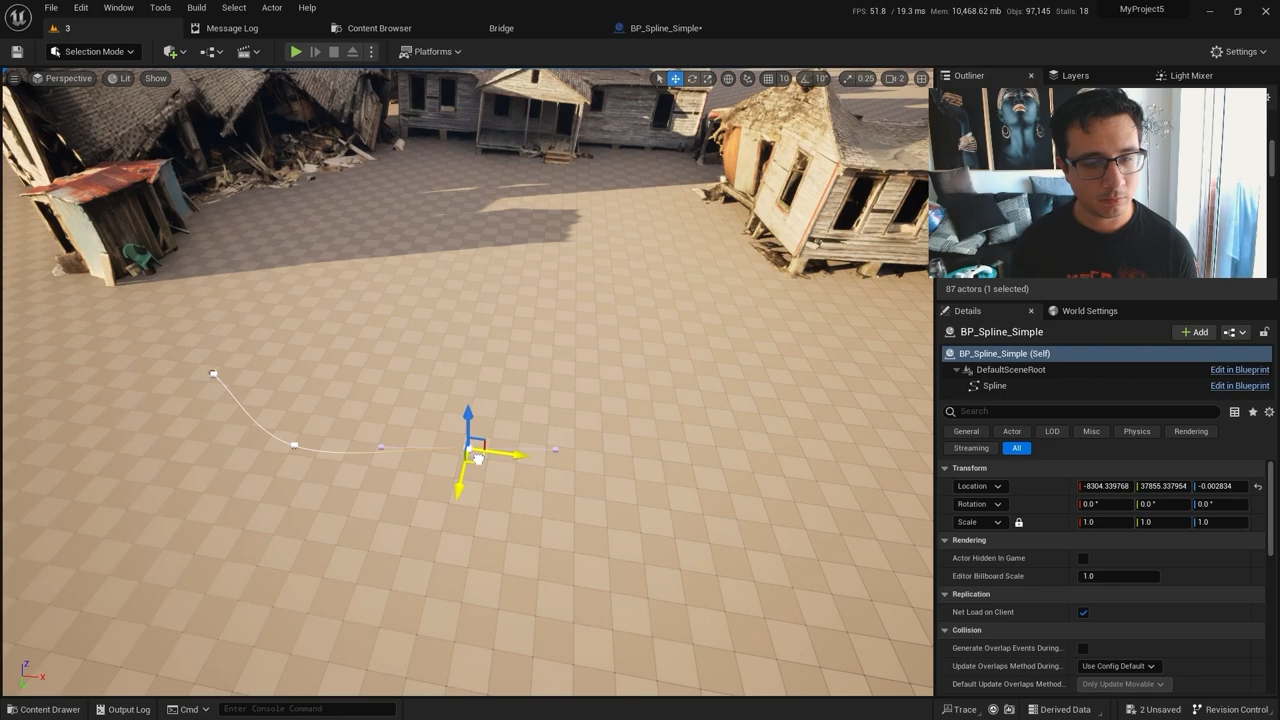 File Edit Window Tools Build Select Actor Help
FPS: 51.8 / 19.3 ms Mem: 10,468.62 mb Objs: 97,145 Stalls: 18
MyProject5
3
Message Log
Content Browser
Bridge
BP_Spline_Simple*
Selection Mode
Platforms
Settings
Perspective
Lit
Show
10
10°
0.25
2
Outliner
Layers
Light Mixer
87 actors (1 selected)
Details
World Settings
BP_Spline_Simple
+ Add
BP_Spline_Simple (Self)
DefaultSceneRoot
Edit in Blueprint
Spline
Edit in Blueprint
Search
General
Actor
LOD
Misc
Physics
Rendering
Streaming
All
Transform
Location
-8304.339768
37855.337954
-0.002834
Rotation
0.0 °
0.0 °
0.0 °
Scale
1.0
1.0
1.0
Rendering
Actor Hidden In Game
Editor Billboard Scale
1.0
Replication
Net Load on Client
Collision
Generate Overlap Events During...
Update Overlaps Method During...
Use Config Default
Default Update Overlaps Method...
Only Update Movable
Z
X
Content Drawer
Output Log
Cmd
Enter Console Command
Trace
Derived Data
2 Unsaved
Revision Control